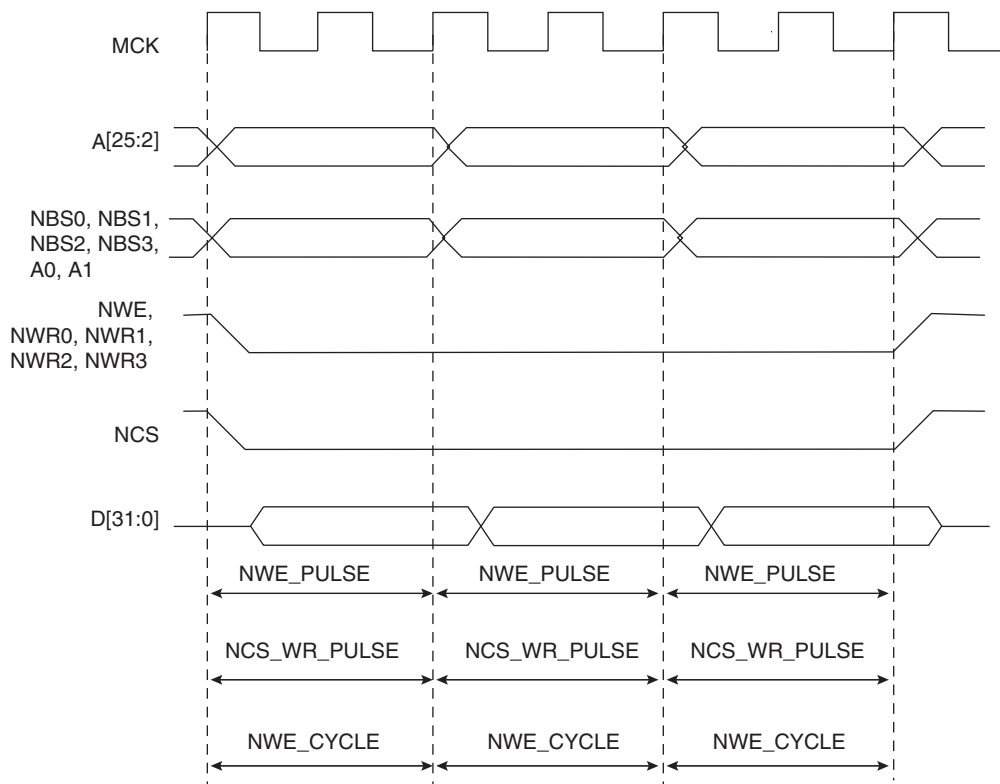 MCK
A[25:2]
NBS0, NBS1,
NBS2, NBS3,
A0, A1
NWE,
NWR0, NWR1,
NWR2, NWR3
NCS
D[31:0]
NWE_PULSE NWE_PULSE NWE_PULSE
NCS_WR_PULSE NCS_WR_PULSE NCS_WR_PULSE
NWE_CYCLE NWE_CYCLE NWE_CYCLE